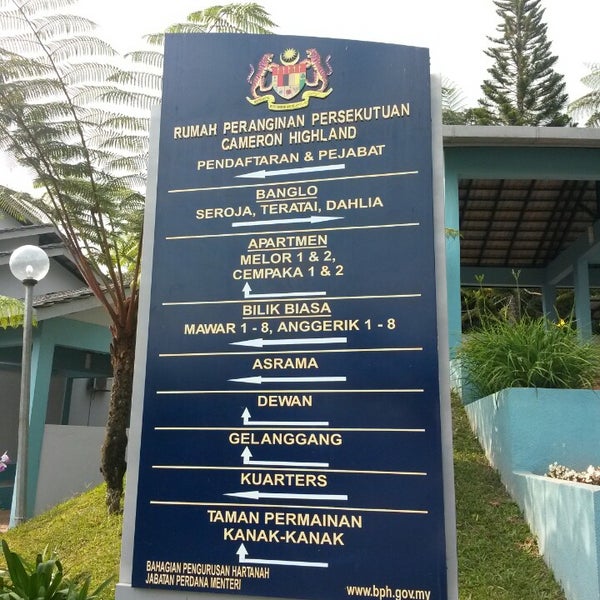 RUMAH PERANGINAN PERSEKUTUAN
CAMERON HIGHLAND
PENDAFTARAN & PEJABAT
BANGLO
SEROJA, TERATAI, DAHLIA
APARTMEN
MELOR 1 & 2,
CEMPAKA 1 & 2
BILIK BIASA
MAWAR 1 - 8, ANGGERIK 1 - 8
ASRAMA
DEWAN
GELANGGANG
KUARTERS
TAMAN PERMAINAN
KANAK-KANAK
BAHAGIAN PENGURUSAN HARTANAH
JABATAN PERDANA MENTERI
www.bph.gov.my